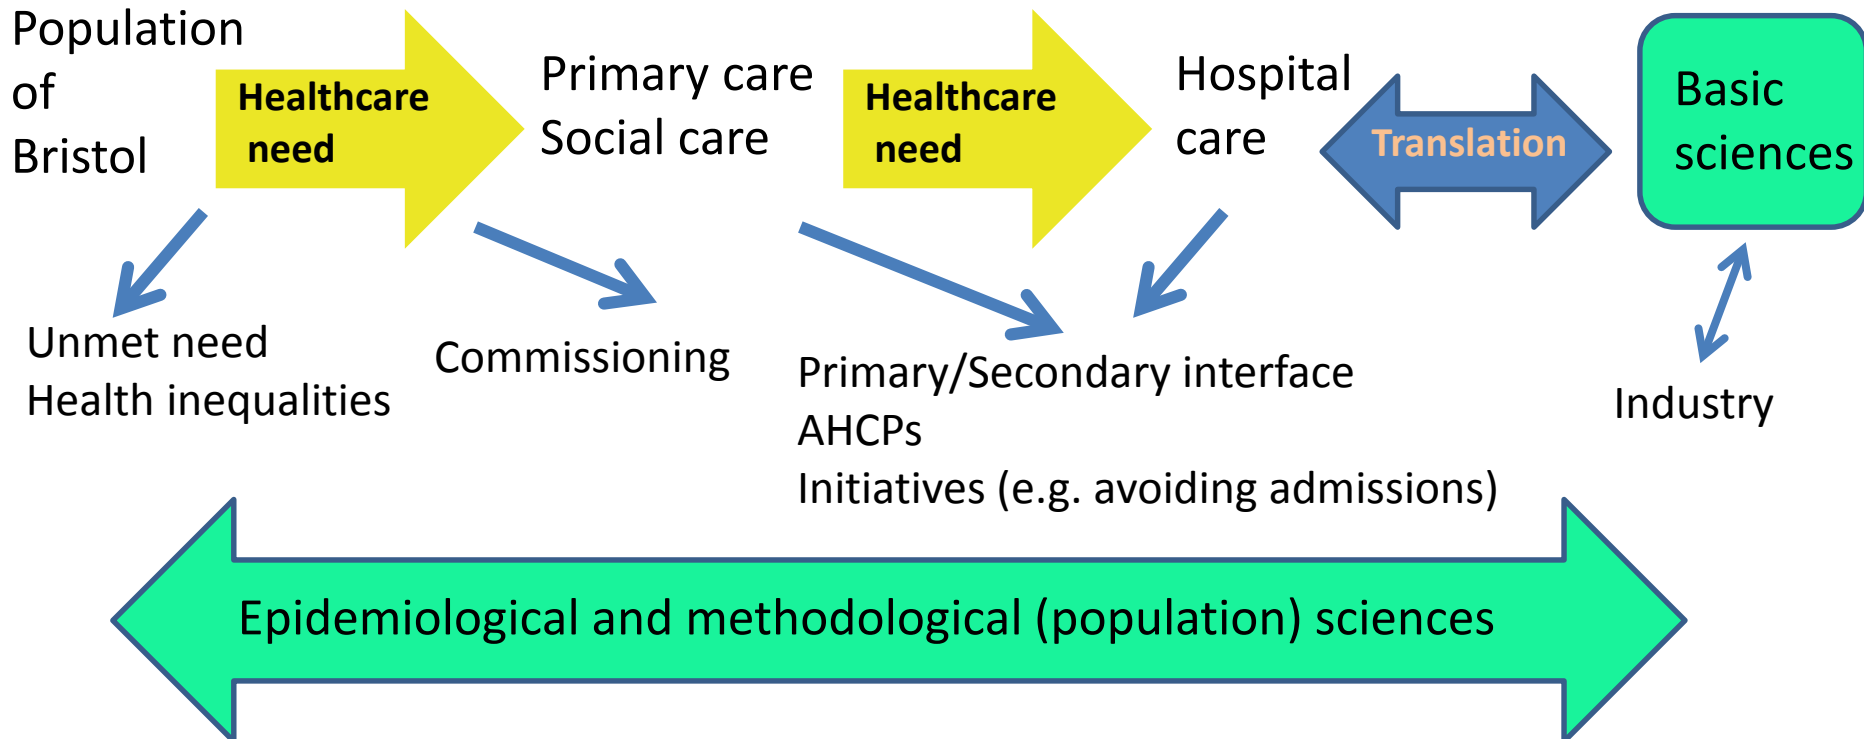 Population
of
Bristol
Healthcare
need
Primary care
Social care
Healthcare
need
Hospital
care
Translation
Basic
sciences
Unmet need
Health inequalities
Commissioning
Primary/Secondary interface
AHCPs
Initiatives (e.g. avoiding admissions)
Industry
Epidemiological and methodological (population) sciences